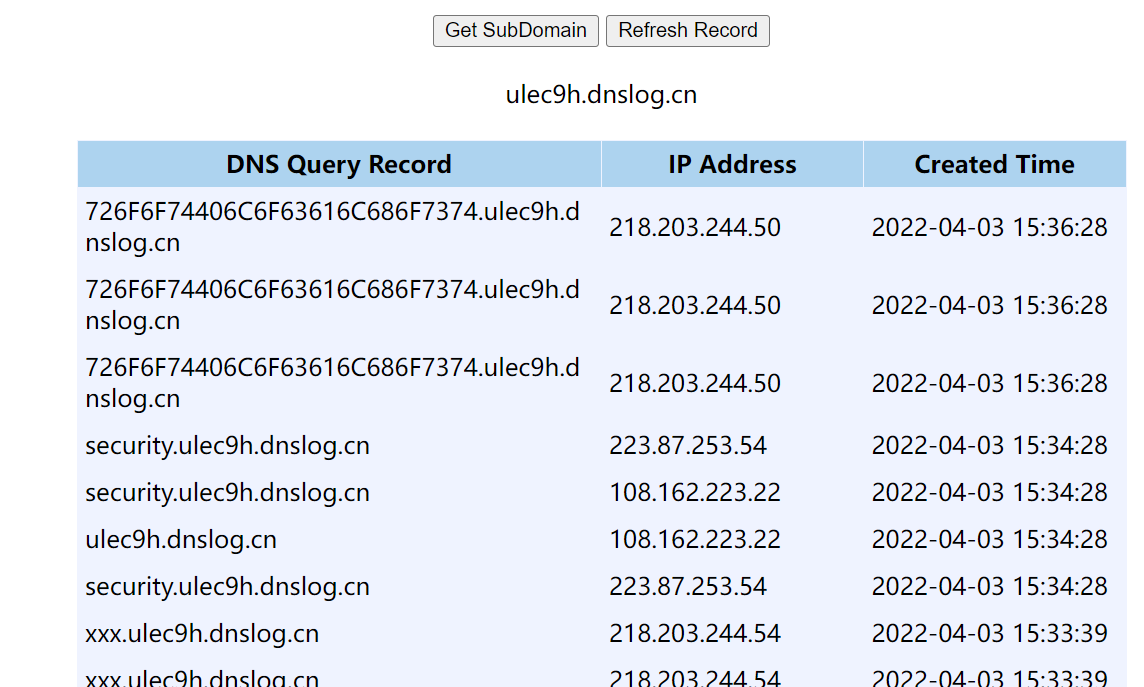 Get SubDomain Refresh Record
ulec9h.dnslog.cn
DNS Query Record IP Address Created Time
726F6F74406C6F63616C686F7374.ulec9h.d
nslog.cn 218.203.244.50 2022-04-03 15:36:28
726F6F74406C6F63616C686F7374.ulec9h.d
nslog.cn 218.203.244.50 2022-04-03 15:36:28
726F6F74406C6F63616C686F7374.ulec9h.d
nslog.cn 218.203.244.50 2022-04-03 15:36:28
security.ulec9h.dnslog.cn 223.87.253.54 2022-04-03 15:34:28
security.ulec9h.dnslog.cn 108.162.223.22 2022-04-03 15:34:28
ulec9h.dnslog.cn 108.162.223.22 2022-04-03 15:34:28
security.ulec9h.dnslog.cn 223.87.253.54 2022-04-03 15:34:28
xxx.ulec9h.dnslog.cn 218.203.244.54 2022-04-03 15:33:39
xxx.ulec9h.dnslog.cn 218.203.244.54 2022-04-03 15:33:39